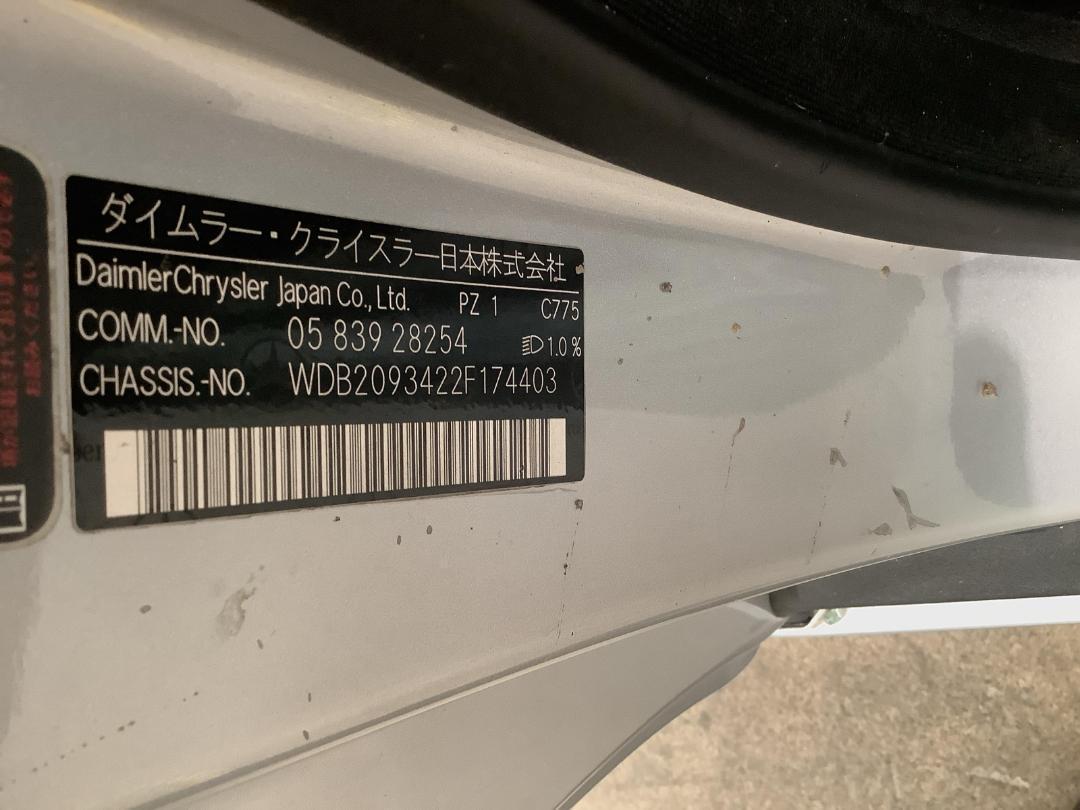 ダイムラー・クライスラー日本株式会社
DaimlerChrysler Japan Co., Ltd. PZ 1 C775
COMM.-NO. 05 839 28254 1.0 %
CHASSIS.-NO. WDB2093422F174403